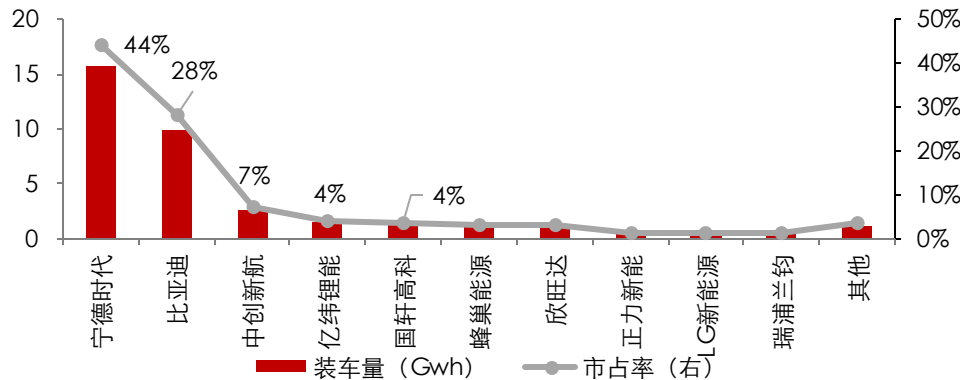 20
15
10
5
0
50%
40%
30%
20%
10%
0%
44%
28%
7%
4%
4%
宁德时代
比亚迪
中创新航
亿纬锂能
国轩高科
蜂巢能源
欣旺达
正力新能
LG新能源
瑞浦兰钧
其他
装车量（Gwh）
市占率（右）